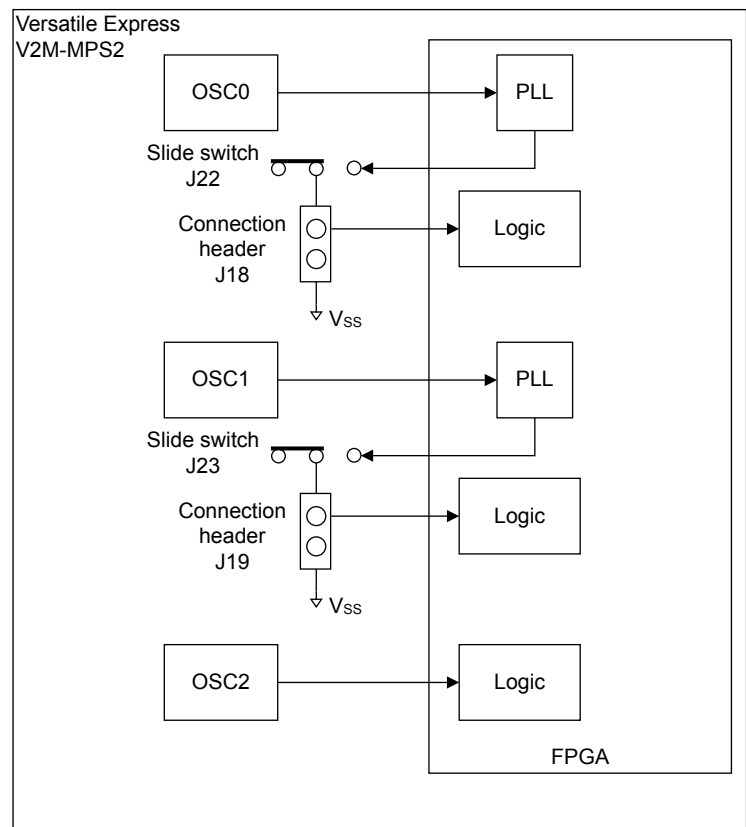 Versatile Express
V2M-MPS2
OSC0
PLL
Slide switch
J22
Connection
header
J18
Logic
VSS
OSC1
PLL
Slide switch
J23
Connection
header
J19
Logic
VSS
OSC2
Logic
FPGA